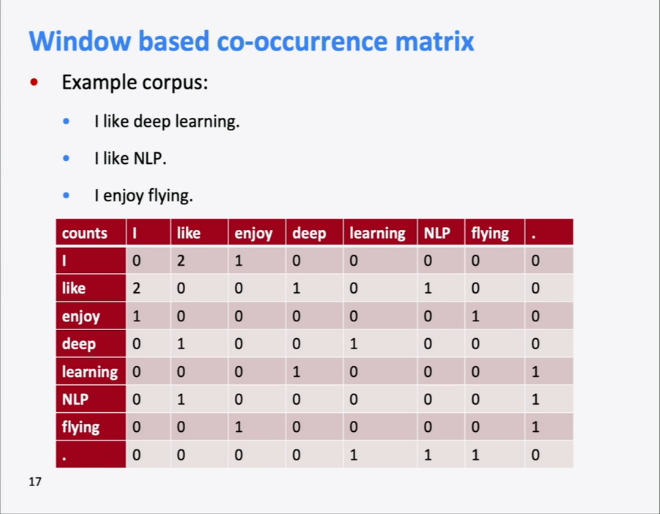 Window based co-occurrence matrix
• Example corpus:
• I like deep learning.
• I like NLP.
• I enjoy flying.
counts I like enjoy deep learning NLP flying .
I 0 2 1 0 0 0 0 0
like 2 0 0 1 0 1 0 0
enjoy 1 0 0 0 0 0 1 0
deep 0 1 0 0 1 0 0 0
learning 0 0 0 1 0 0 0 1
NLP 0 1 0 0 0 0 0 1
flying 0 0 1 0 0 0 0 1
. 0 0 0 0 1 1 1 0
17